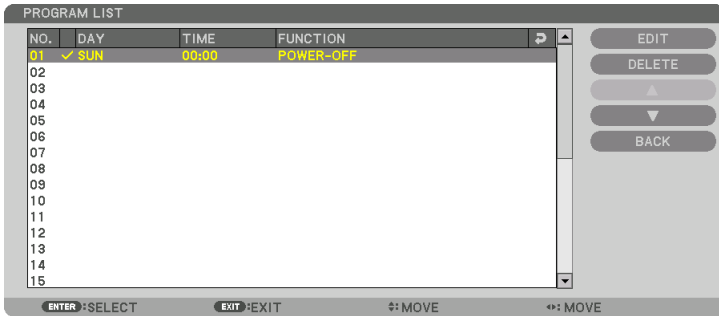 PROGRAM LIST
NO. DAY TIME FUNCTION
01 ✓ SUN 00:00 POWER-OFF
02
03
04
05
06
07
08
09
10
11
12
13
14
15
EDIT
DELETE
▲
▼
BACK
ENTER:SELECT EXIT:EXIT MOVE MOVE